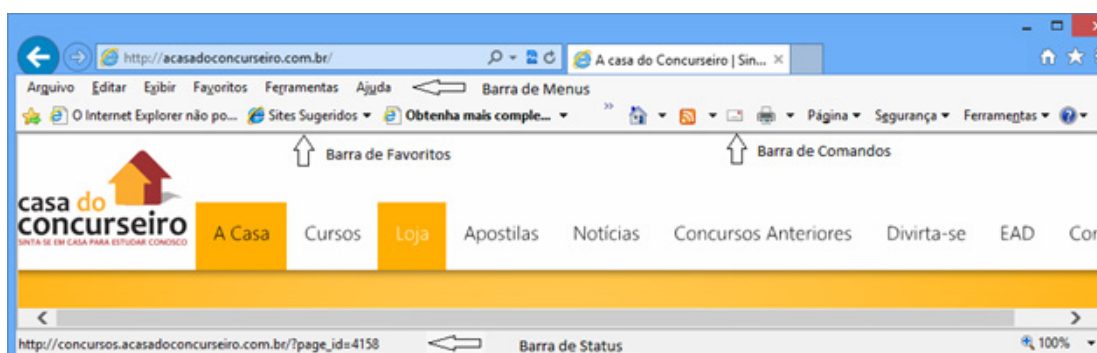 http://acasadoconcurseiro.com.br/
A casa do Concurseiro | Sin...
Arquivo Editar Exibir Favoritos Ferramentas Ajuda Barra de Menus
O Internet Explorer não po... Sites Sugeridos Obtenha mais comple... » Página Segurança Ferramentas
Barra de Favoritos Barra de Comandos
casa do
concurseiro
SINTA-SE EM CASA PARA ESTUDAR CONOSCO
A Casa Cursos Loja Apostilas Notícias Concursos Anteriores Divirta-se EAD Cor
http://concursos.acasadoconcurseiro.com.br/?page_id=4158 Barra de Status 100%